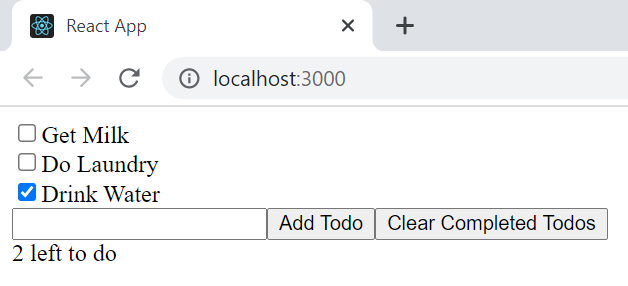 React App
localhost:3000
Get Milk
Do Laundry
Drink Water
Add Todo Clear Completed Todos
2 left to do